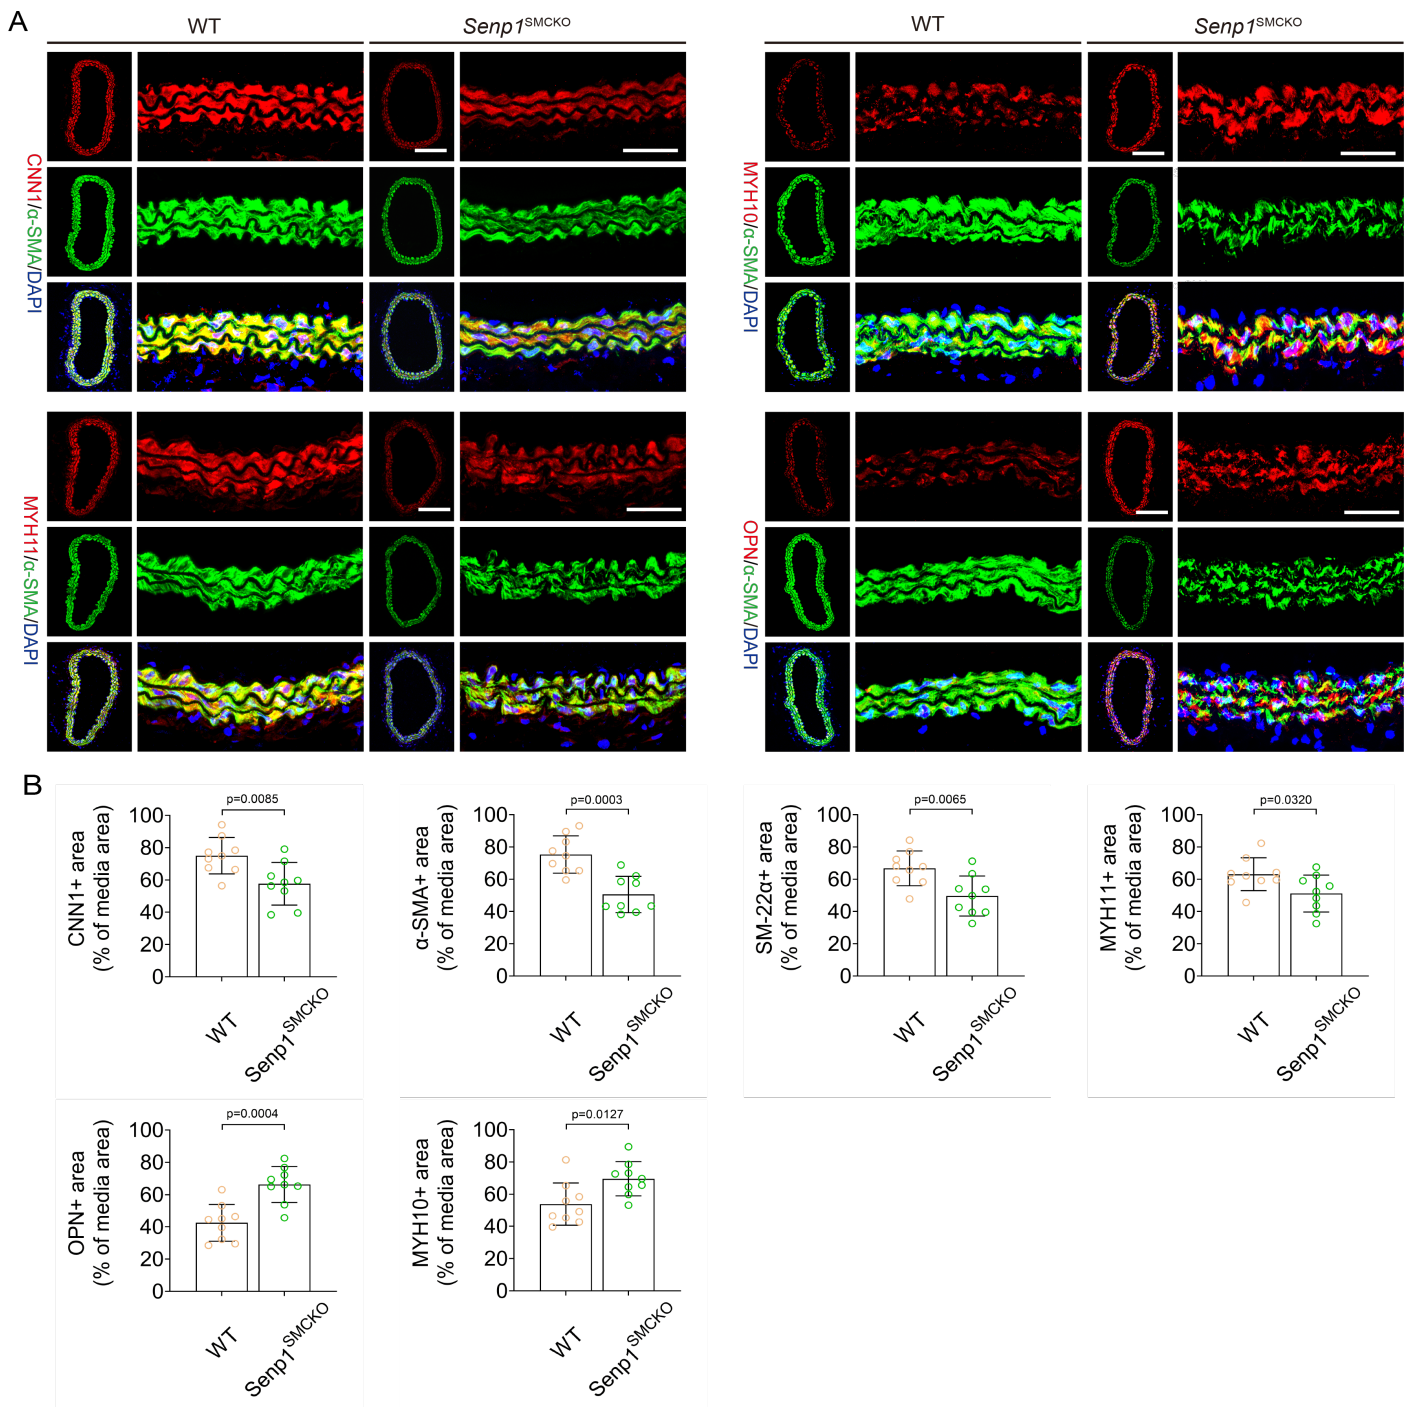 A
WT
Senp1SMCKO
WT
Senp1SMCKO
CNN1/α-SMA/DAPI
MYH10/α-SMA/DAPI
MYH11/α-SMA/DAPI
OPN/α-SMA/DAPI
B
CNN1+ area
(% of media area)
100
80
60
40
20
0
p=0.0085
WT
Senp1SMCKO
α-SMA+ area
(% of media area)
100
80
60
40
20
0
p=0.0003
WT
Senp1SMCKO
SM-22α+ area
(% of media area)
100
80
60
40
20
0
p=0.0065
WT
Senp1SMCKO
MYH11+ area
(% of media area)
100
80
60
40
20
0
p=0.0320
WT
Senp1SMCKO
OPN+ area
(% of media area)
100
80
60
40
20
0
p=0.0004
WT
Senp1SMCKO
MYH10+ area
(% of media area)
100
80
60
40
20
0
p=0.0127
WT
Senp1SMCKO